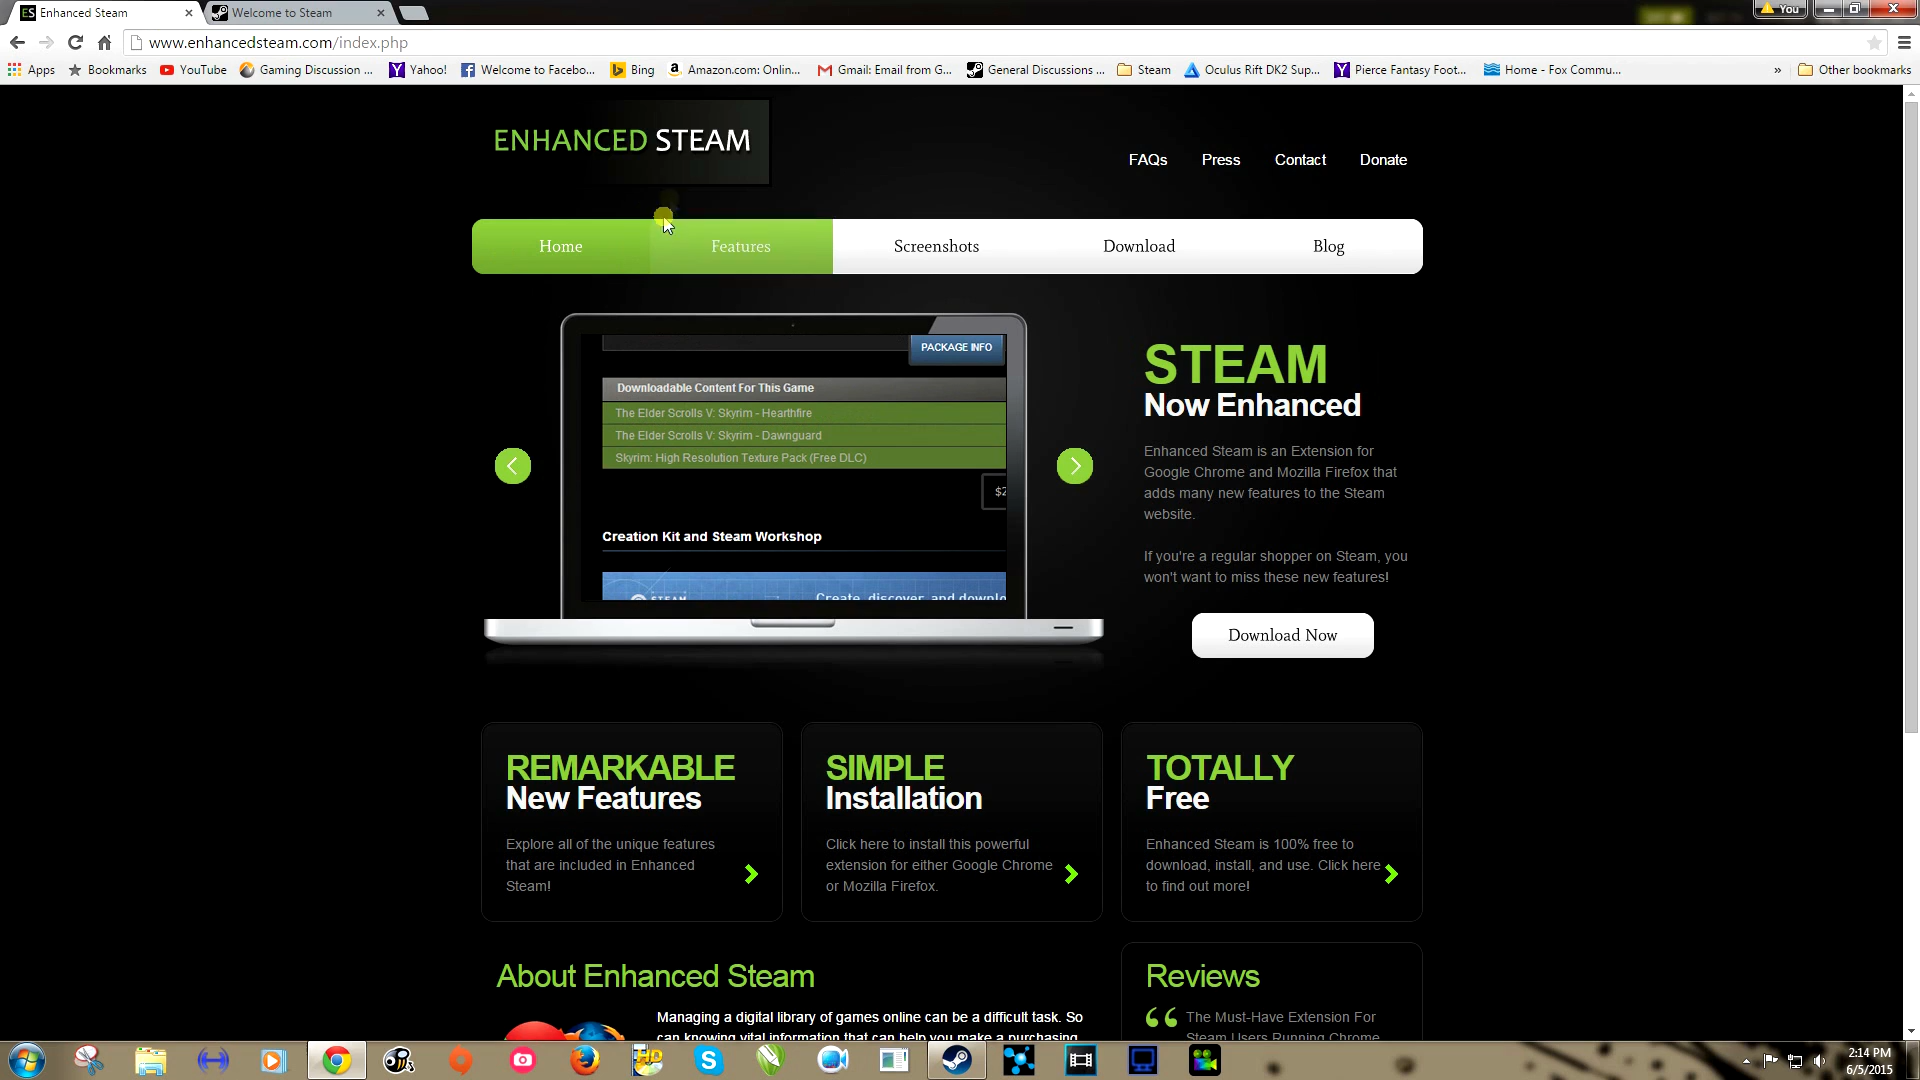 ES Enhanced Steam
Welcome to Steam
You
www.enhancedsteam.com/index.php
Apps Bookmarks YouTube Gaming Discussion ... Yahoo! Welcome to Facebo... Bing Amazon.com: Onlin... Gmail: Email from G... General Discussions ... Steam Oculus Rift DK2 Sup... Pierce Fantasy Foot... Home - Fox Commu... » Other bookmarks
ENHANCED STEAM
FAQs Press Contact Donate
Home Features Screenshots Download Blog
PACKAGE INFO
Downloadable Content For This Game
The Elder Scrolls V: Skyrim - Hearthfire
The Elder Scrolls V: Skyrim - Dawnguard
Skyrim: High Resolution Texture Pack (Free DLC)
$2
Creation Kit and Steam Workshop
STEAM
Create, discover, and downlo
STEAM
Now Enhanced
Enhanced Steam is an Extension for
Google Chrome and Mozilla Firefox that
adds many new features to the Steam
website.
If you're a regular shopper on Steam, you
won't want to miss these new features!
Download Now
REMARKABLE
New Features
Explore all of the unique features
that are included in Enhanced
Steam!
SIMPLE
Installation
Click here to install this powerful
extension for either Google Chrome
or Mozilla Firefox.
TOTALLY
Free
Enhanced Steam is 100% free to
download, install, and use. Click here
to find out more!
About Enhanced Steam
Managing a digital library of games online can be a difficult task. So
can knowing vital information that can help you make a purchasing
Reviews
The Must-Have Extension For
Steam Users Running Chrome
HD
2:14 PM
6/5/2015